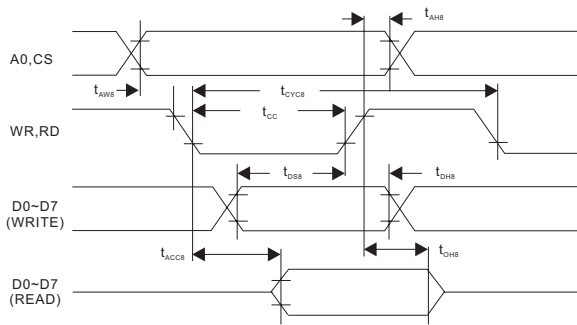 tAH8
A0,CS
tAW8
tCYC8
tCC
WR,RD
tDS8
tDH8
D0~D7
(WRITE)
tACC8
tOH8
D0~D7
(READ)